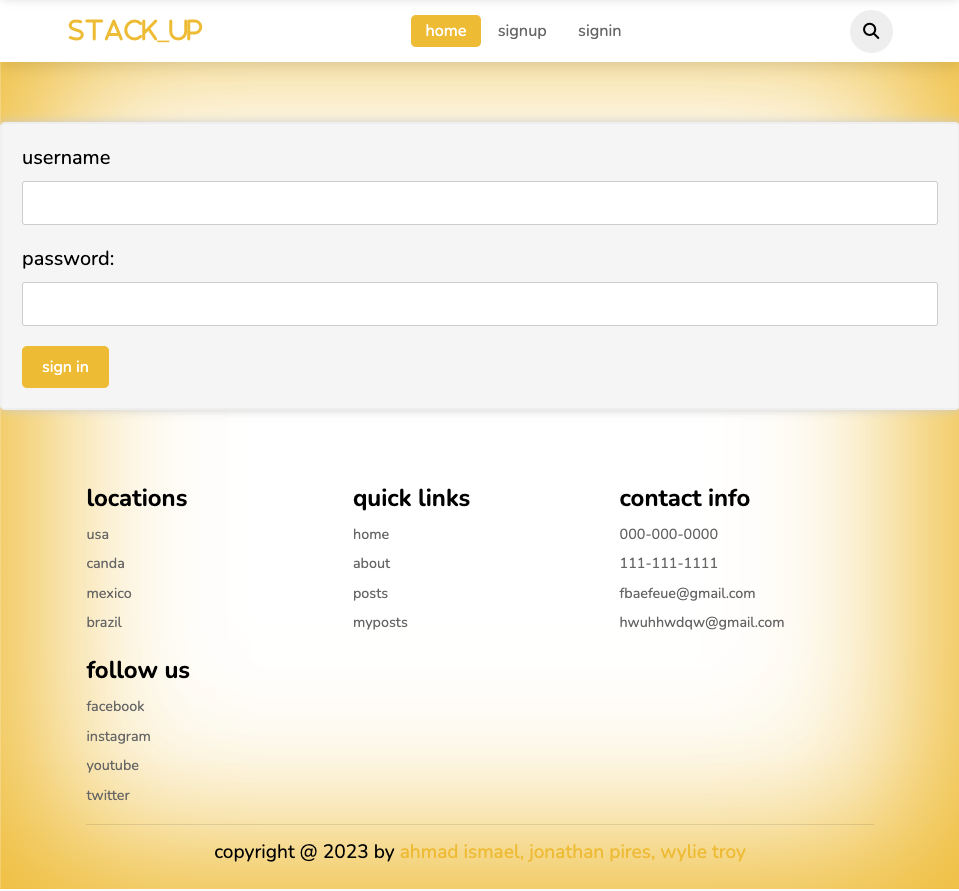 STACK_UP
home signup signin
username
password:
sign in
locations
usa
canda
mexico
brazil
quick links
home
about
posts
myposts
contact info
000-000-0000
111-111-1111
fbaefeue@gmail.com
hwuhhwdqw@gmail.com
follow us
facebook
instagram
youtube
twitter
copyright @ 2023 by ahmad ismael, jonathan pires, wylie troy